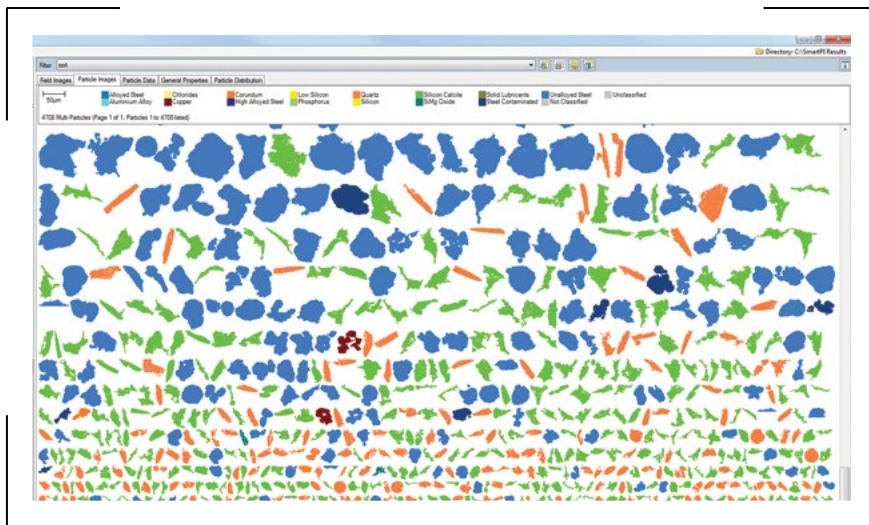 Directory: C:\SmartPI Results
Filter sort
Field Images Particle Images Particle Data General Properties Particle Distribution
50µm Alloyed Steel Chlorides Corundum Low Silicon Quartz Silicon Calcite Solid Lubricants Unalloyed Steel Unclassified
Aluminium Alloy Copper High Alloyed Steel Phosphorus Silicon SiMg Oxide Steel Contaminated Not Classified
4708 Multi-Particles (Page 1 of 1, Particles 1 to 4708 listed)